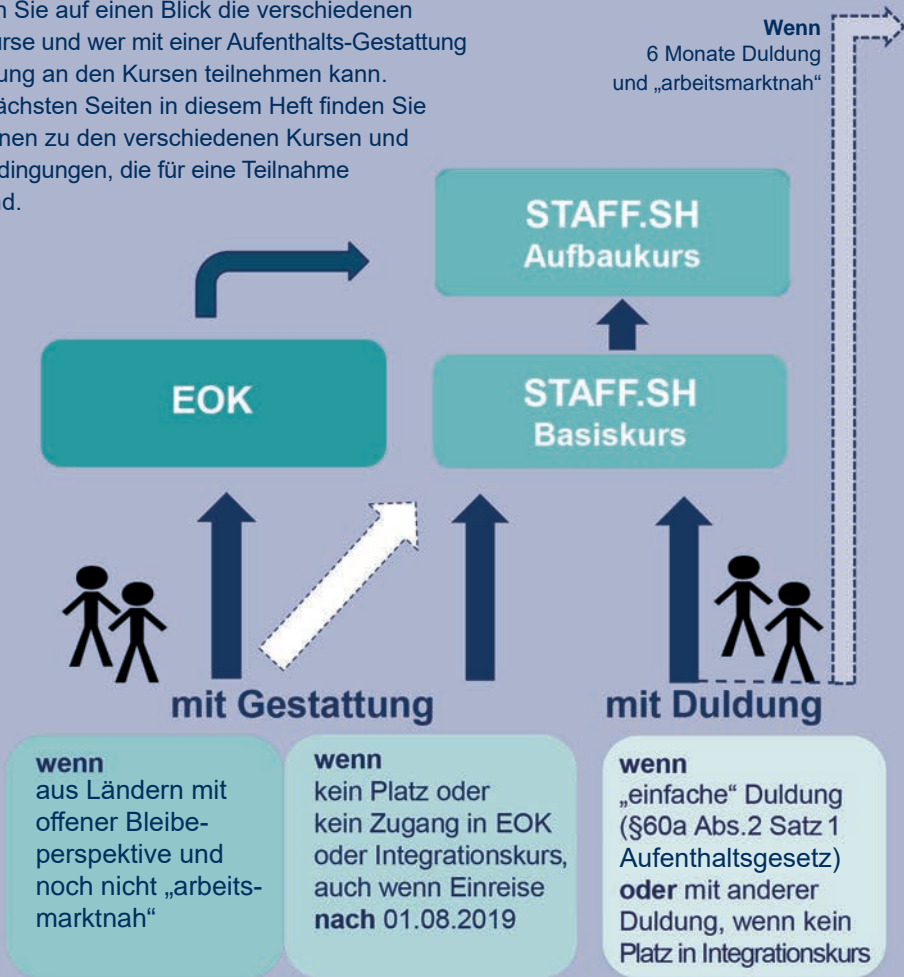 Sie auf einen Blick die verschiedenen
und wer mit einer Aufenthalts-Gestattung
an den Kursen teilnehmen kann.
Seiten in diesem Heft finden Sie
zu den verschiedenen Kursen und
die für eine Teilnahme
Wenn
6 Monate Duldung
und „arbeitsmarktnah“
STAFF.SH
Aufbaukurs
EOK
STAFF.SH
Basiskurs
mit Gestattung
mit Duldung
wenn
aus Ländern mit
offener Bleibe-
perspektive und
noch nicht „arbeits-
marktnah“
wenn
kein Platz oder
kein Zugang in EOK
oder Integrationskurs,
auch wenn Einreise
nach 01.08.2019
wenn
„einfache“ Duldung
(§60a Abs.2 Satz 1
Aufenthaltsgesetz)
oder mit anderer
Duldung, wenn kein
Platz in Integrationskurs